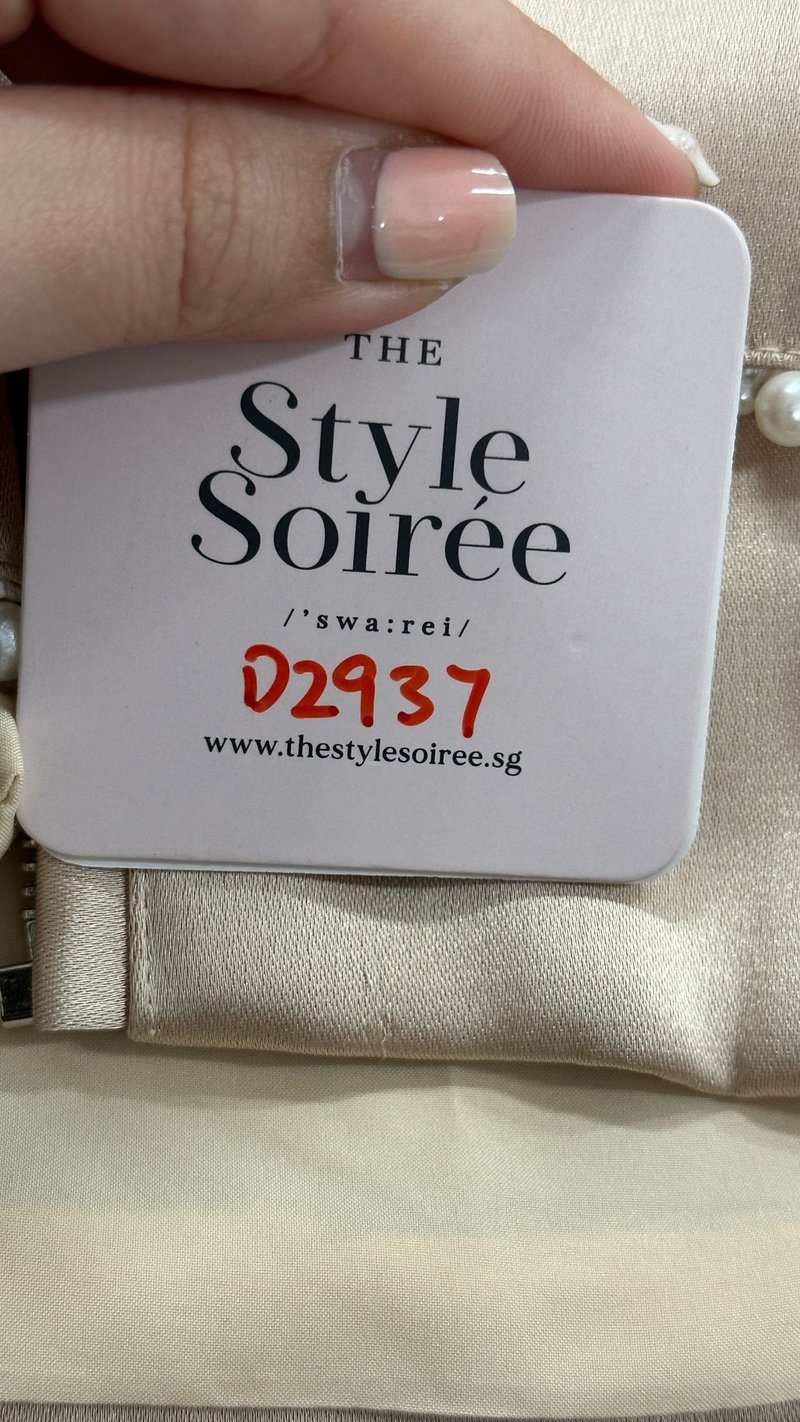 THE
Style
Soirée
/'swa:rei/
D2937
www.thestylesoiree.sg